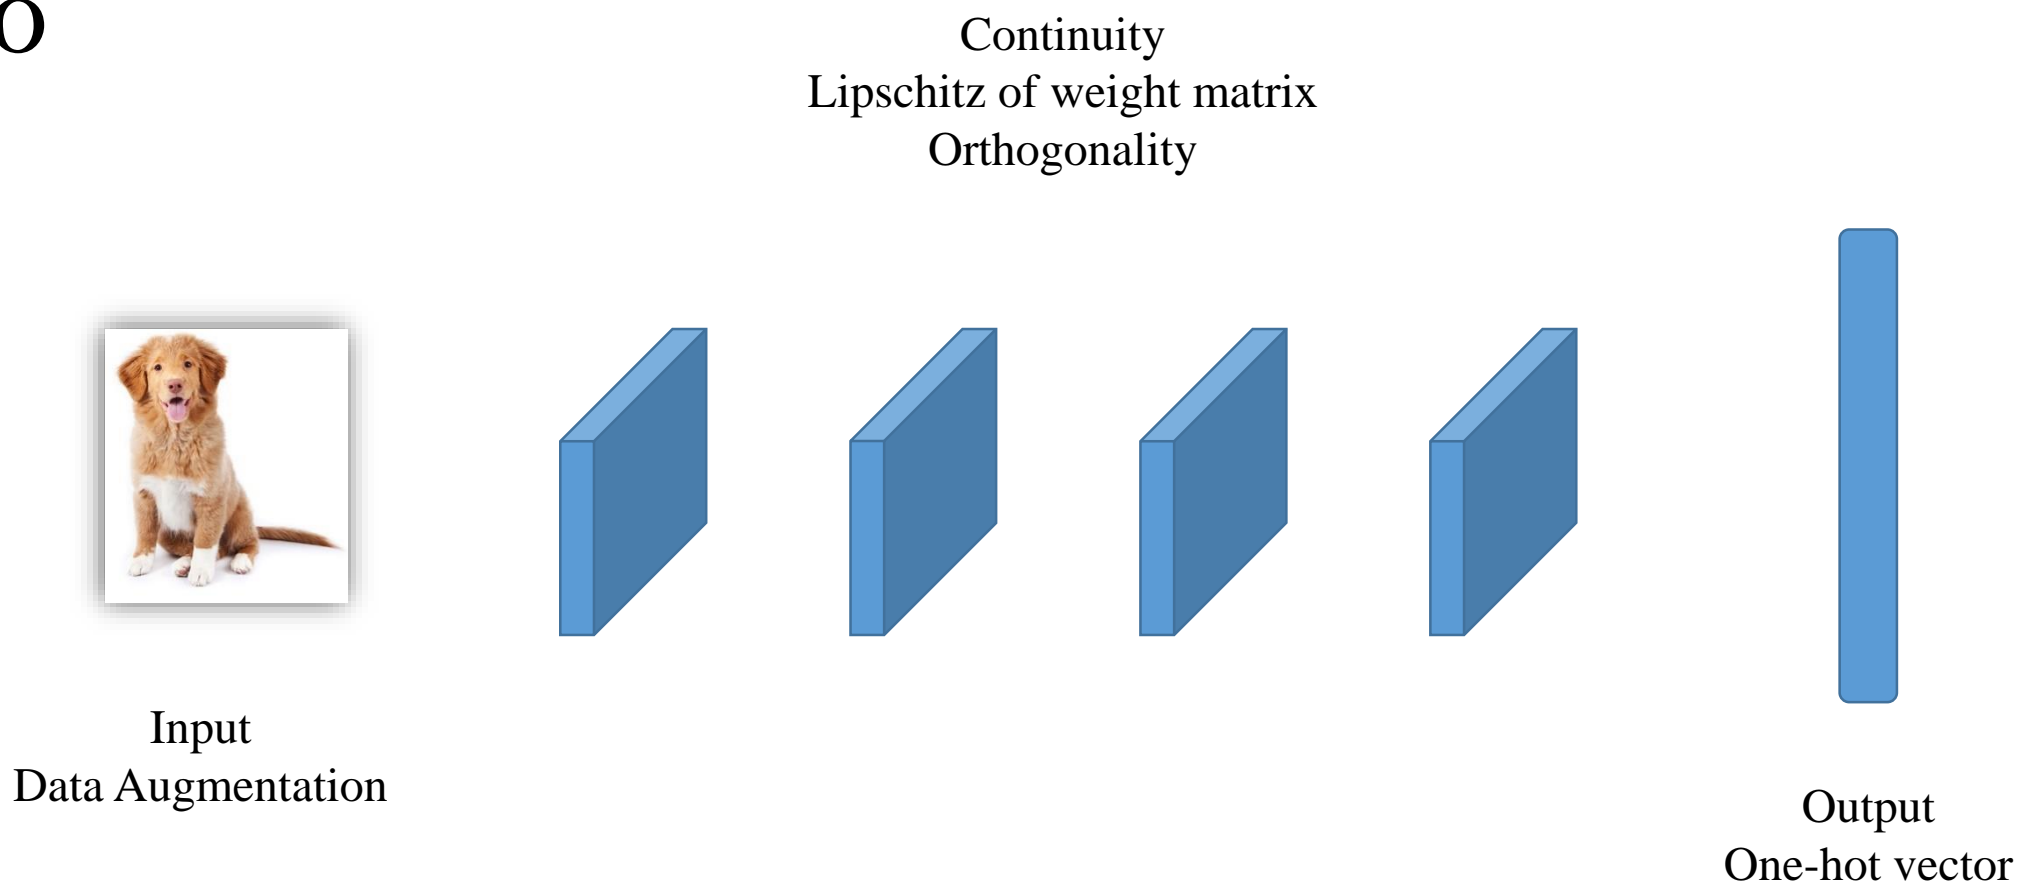 Continuity
Lipschitz of weight matrix
Orthogonality
Input
Data Augmentation
Output
One-hot vector